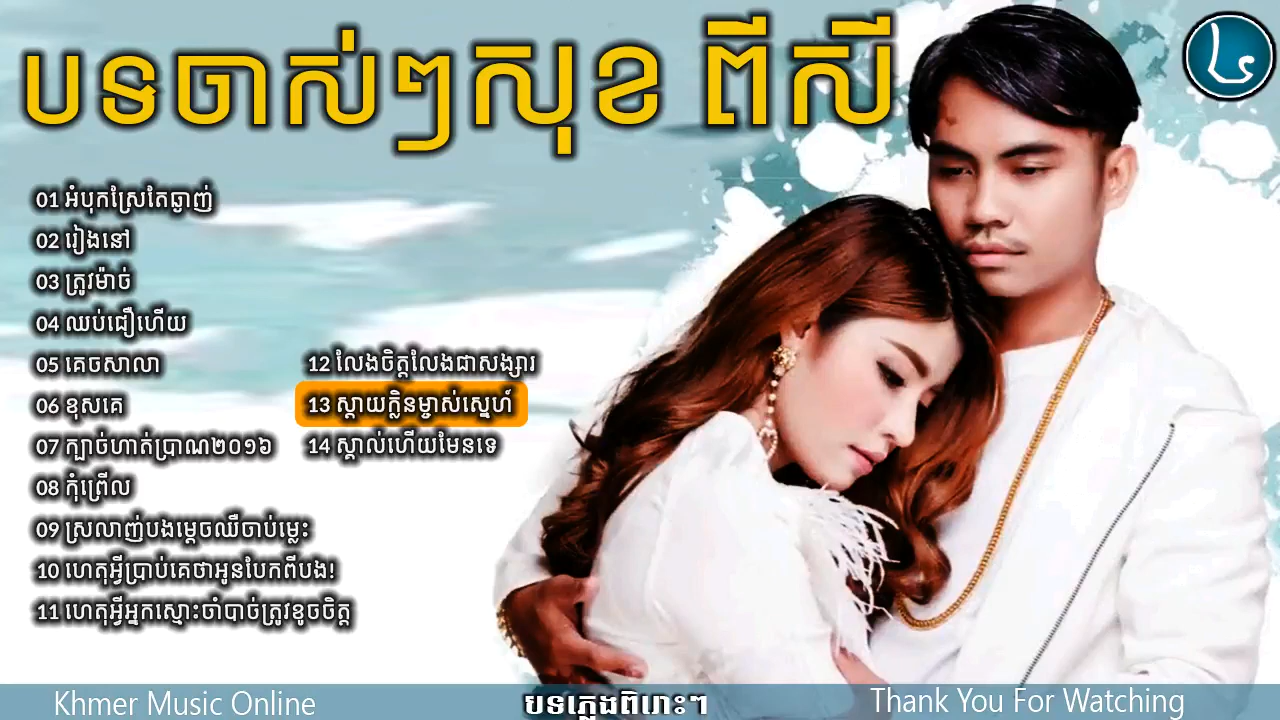 បទចាស់ៗសុខ ពីសី
01 អំបុកស្រែតែឆ្ងាញ់
02 រៀងនៅ
03 ត្រូវម៉ាច់
04 ឈប់ជឿហើយ
05 គេចសាលា
06 ខុសគេ
07 ក្បាច់ហាត់ប្រាណ២០១៦
08 កុំព្រើល
09 ស្រលាញ់បងម្ដេចឈឺចាប់ម្លេះ
10 ហេតុអ្វីប្រាប់គេថាអូនបែកពីបង!
11 ហេតុអ្វីអ្នកស្មោះចាំបាច់ត្រូវខូចចិត្ត
12 លែងចិត្តលែងជាសង្សារ
13 ស្ដាយក្លិនម្ចាស់ស្នេហ៍
14 ស្គាល់ហើយមែនទេ
Khmer Music Online
បទភ្លេងពិរោះៗ
Thank You For Watching